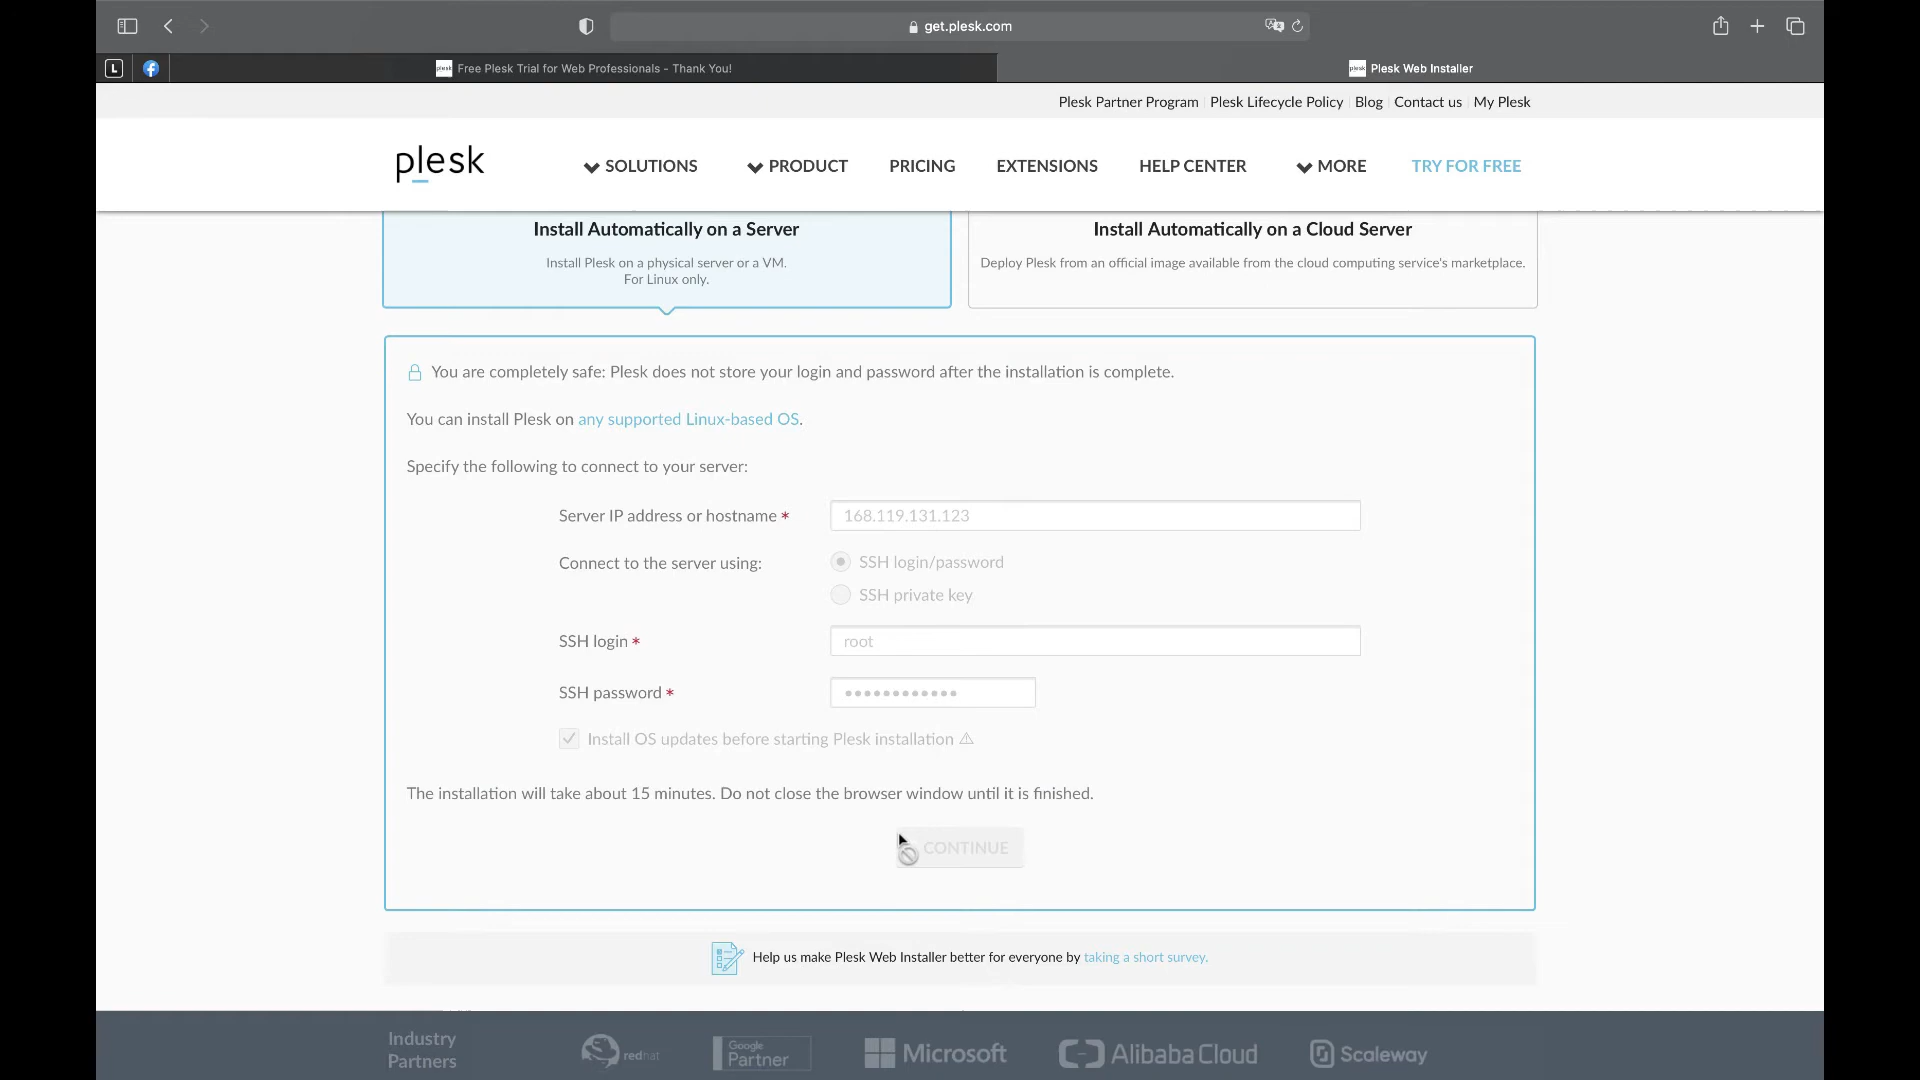 get.plesk.com
L
Free Plesk Trial for Web Professionals - Thank You!
Plesk Web Installer
Plesk Partner Program
Plesk Lifecycle Policy
Blog
Contact us
My Plesk
plesk
SOLUTIONS
PRODUCT
PRICING
EXTENSIONS
HELP CENTER
MORE
TRY FOR FREE
Install Automatically on a Server
Install Plesk on a physical server or a VM.
For Linux only.
Install Automatically on a Cloud Server
Deploy Plesk from an official image available from the cloud computing service's marketplace.
You are completely safe: Plesk does not store your login and password after the installation is complete.
You can install Plesk on any supported Linux-based OS.
Specify the following to connect to your server:
Server IP address or hostname *
168.119.131.123
Connect to the server using:
SSH login/password
SSH private key
SSH login *
root
SSH password *
Install OS updates before starting Plesk installation
The installation will take about 15 minutes. Do not close the browser window until it is finished.
CONTINUE
Help us make Plesk Web Installer better for everyone by taking a short survey.
Industry
Partners
redhat
Google
Partner
Microsoft
Alibaba Cloud
Scaleway